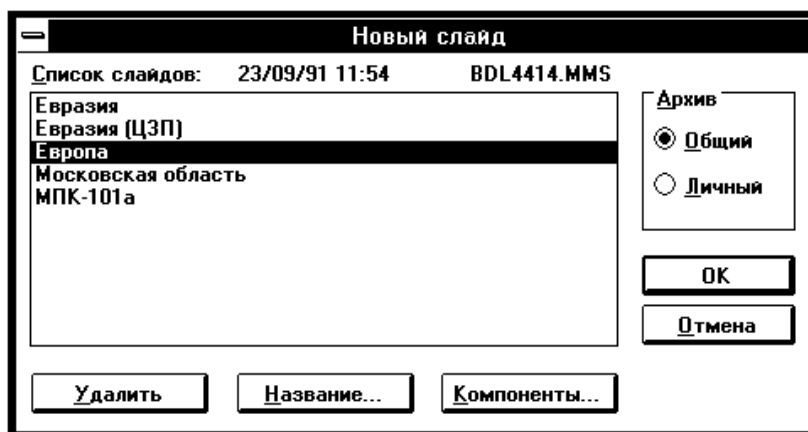 Новый слайд
Список слайдов: 23/09/91 11:54 BDL4414.MMS
Евразия
Евразия (ЦЗП)
Европа
Московская область
МПК-101а
Архив
Общий
Личный
OK
Отмена
Удалить Название... Компоненты...